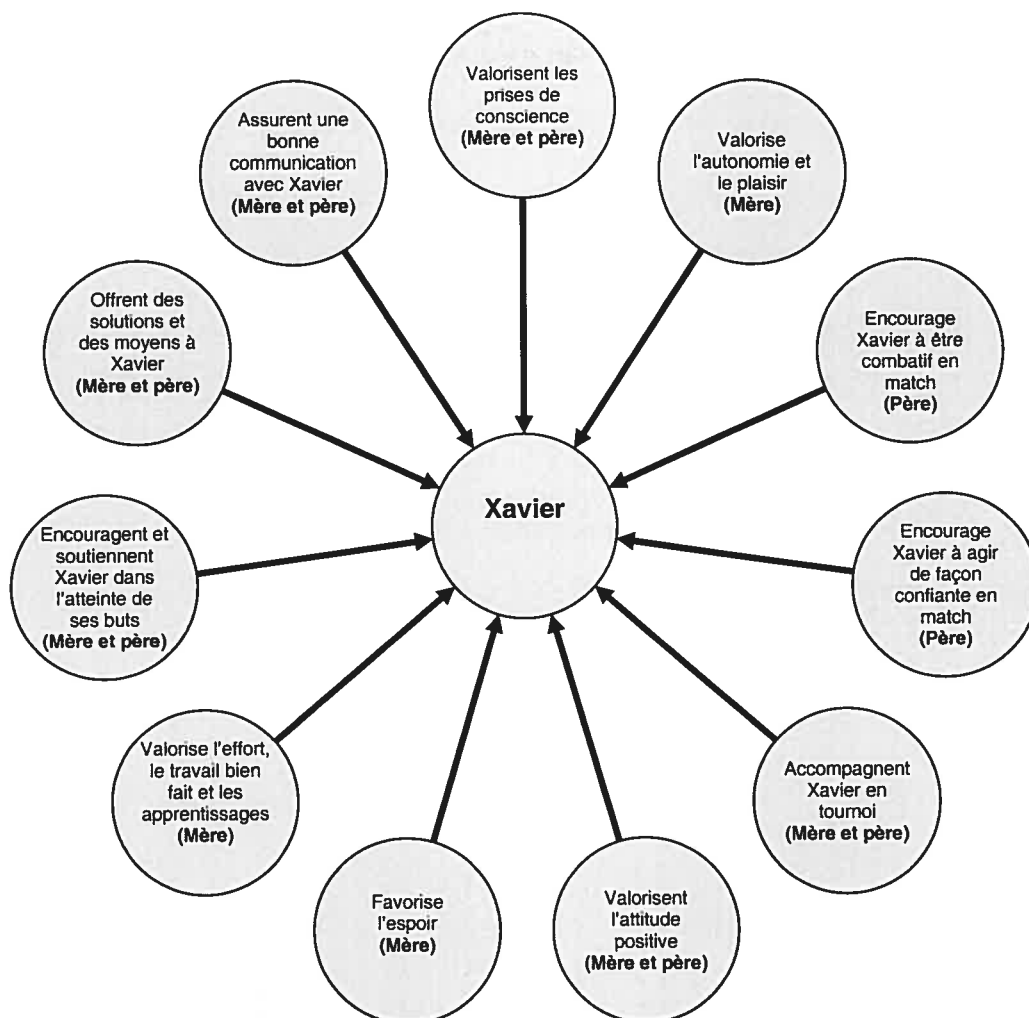 Valorisent les
prises de
conscience
(Mère et père)
Valorise
l'autonomie et
le plaisir
(Mère)
Encourage
Xavier à être
combatif en
match
(Père)
Encourage
Xavier à agir
de façon
confiante en
match
(Père)
Accompagnent
Xavier en
tournoi
(Mère et père)
Valorisent
l'attitude
positive
(Mère et père)
Favorise
l'espoir
(Mère)
Valorise l'effort,
le travail bien
fait et les
apprentissages
(Mère)
Encouragent et
soutiennent
Xavier dans
l'atteinte de
ses buts
(Mère et père)
Offrent des
solutions et
des moyens à
Xavier
(Mère et père)
Assurent une
bonne
communication
avec Xavier
(Mère et père)
Xavier